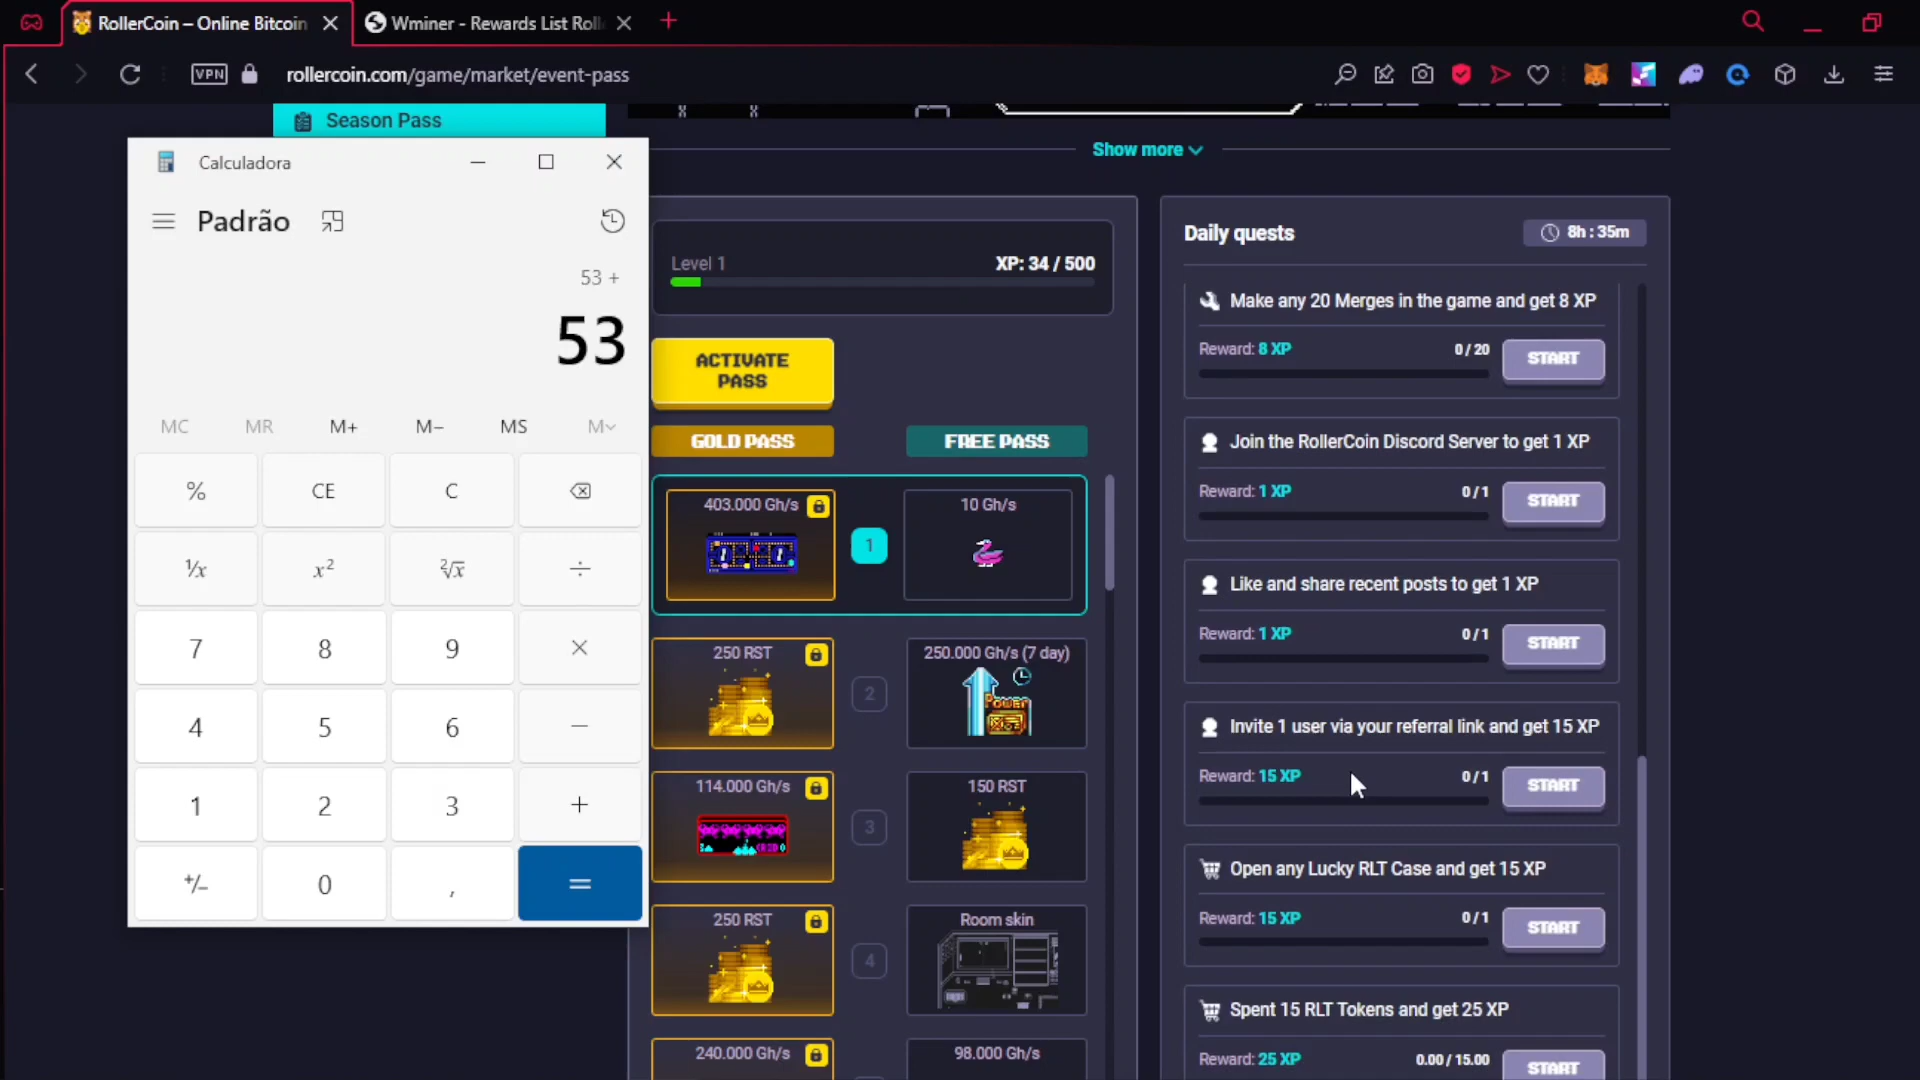 RollerCoin – Online Bitcoin
Wminer - Rewards List Roll
VPN
rollercoin.com/game/market/event-pass
Season Pass
Show more
Calculadora
Padrão
53 +
53
MC MR M+ M− MS M
% CE C
¹/x x² ²√x ÷
7 8 9 ×
4 5 6 −
1 2 3 +
+/− 0 , =
Level 1
XP: 34 / 500
ACTIVATE
PASS
GOLD PASS
FREE PASS
403.000 Gh/s
1
10 Gh/s
250 RST
2
250.000 Gh/s (7 day)
POWER
114.000 Gh/s
3
150 RST
250 RST
4
Room skin
240.000 Gh/s
98.000 Gh/s
Daily quests
8h : 35m
Make any 20 Merges in the game and get 8 XP
Reward: 8 XP
0 / 20
START
Join the RollerCoin Discord Server to get 1 XP
Reward: 1 XP
0 / 1
START
Like and share recent posts to get 1 XP
Reward: 1 XP
0 / 1
START
Invite 1 user via your referral link and get 15 XP
Reward: 15 XP
0 / 1
START
Open any Lucky RLT Case and get 15 XP
Reward: 15 XP
0 / 1
START
Spent 15 RLT Tokens and get 25 XP
Reward: 25 XP
0.00 / 15.00
START